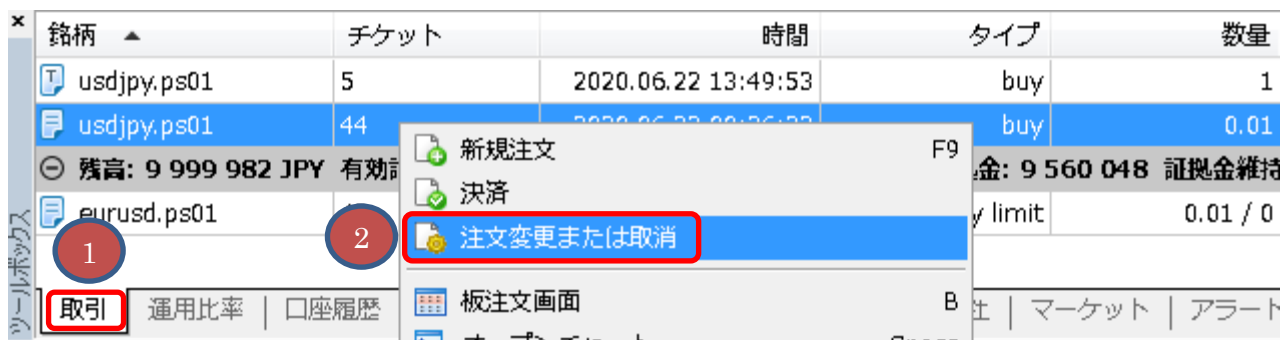 銘柄 チケット 時間 タイプ 数量
usdjpy.ps01 5 2020.06.22 13:49:53 buy 1
usdjpy.ps01 44 buy 0.01
新規注文 F9
残高: 9 999 982 JPY 有効 金: 9 560 048 証拠金維持
決済
eurusd.ps01 y limit 0.01 / 0
1
2
注文変更または取消
取引 運用比率 口座履歴 性 マーケット アラート
板注文画面 B
ツールボックス